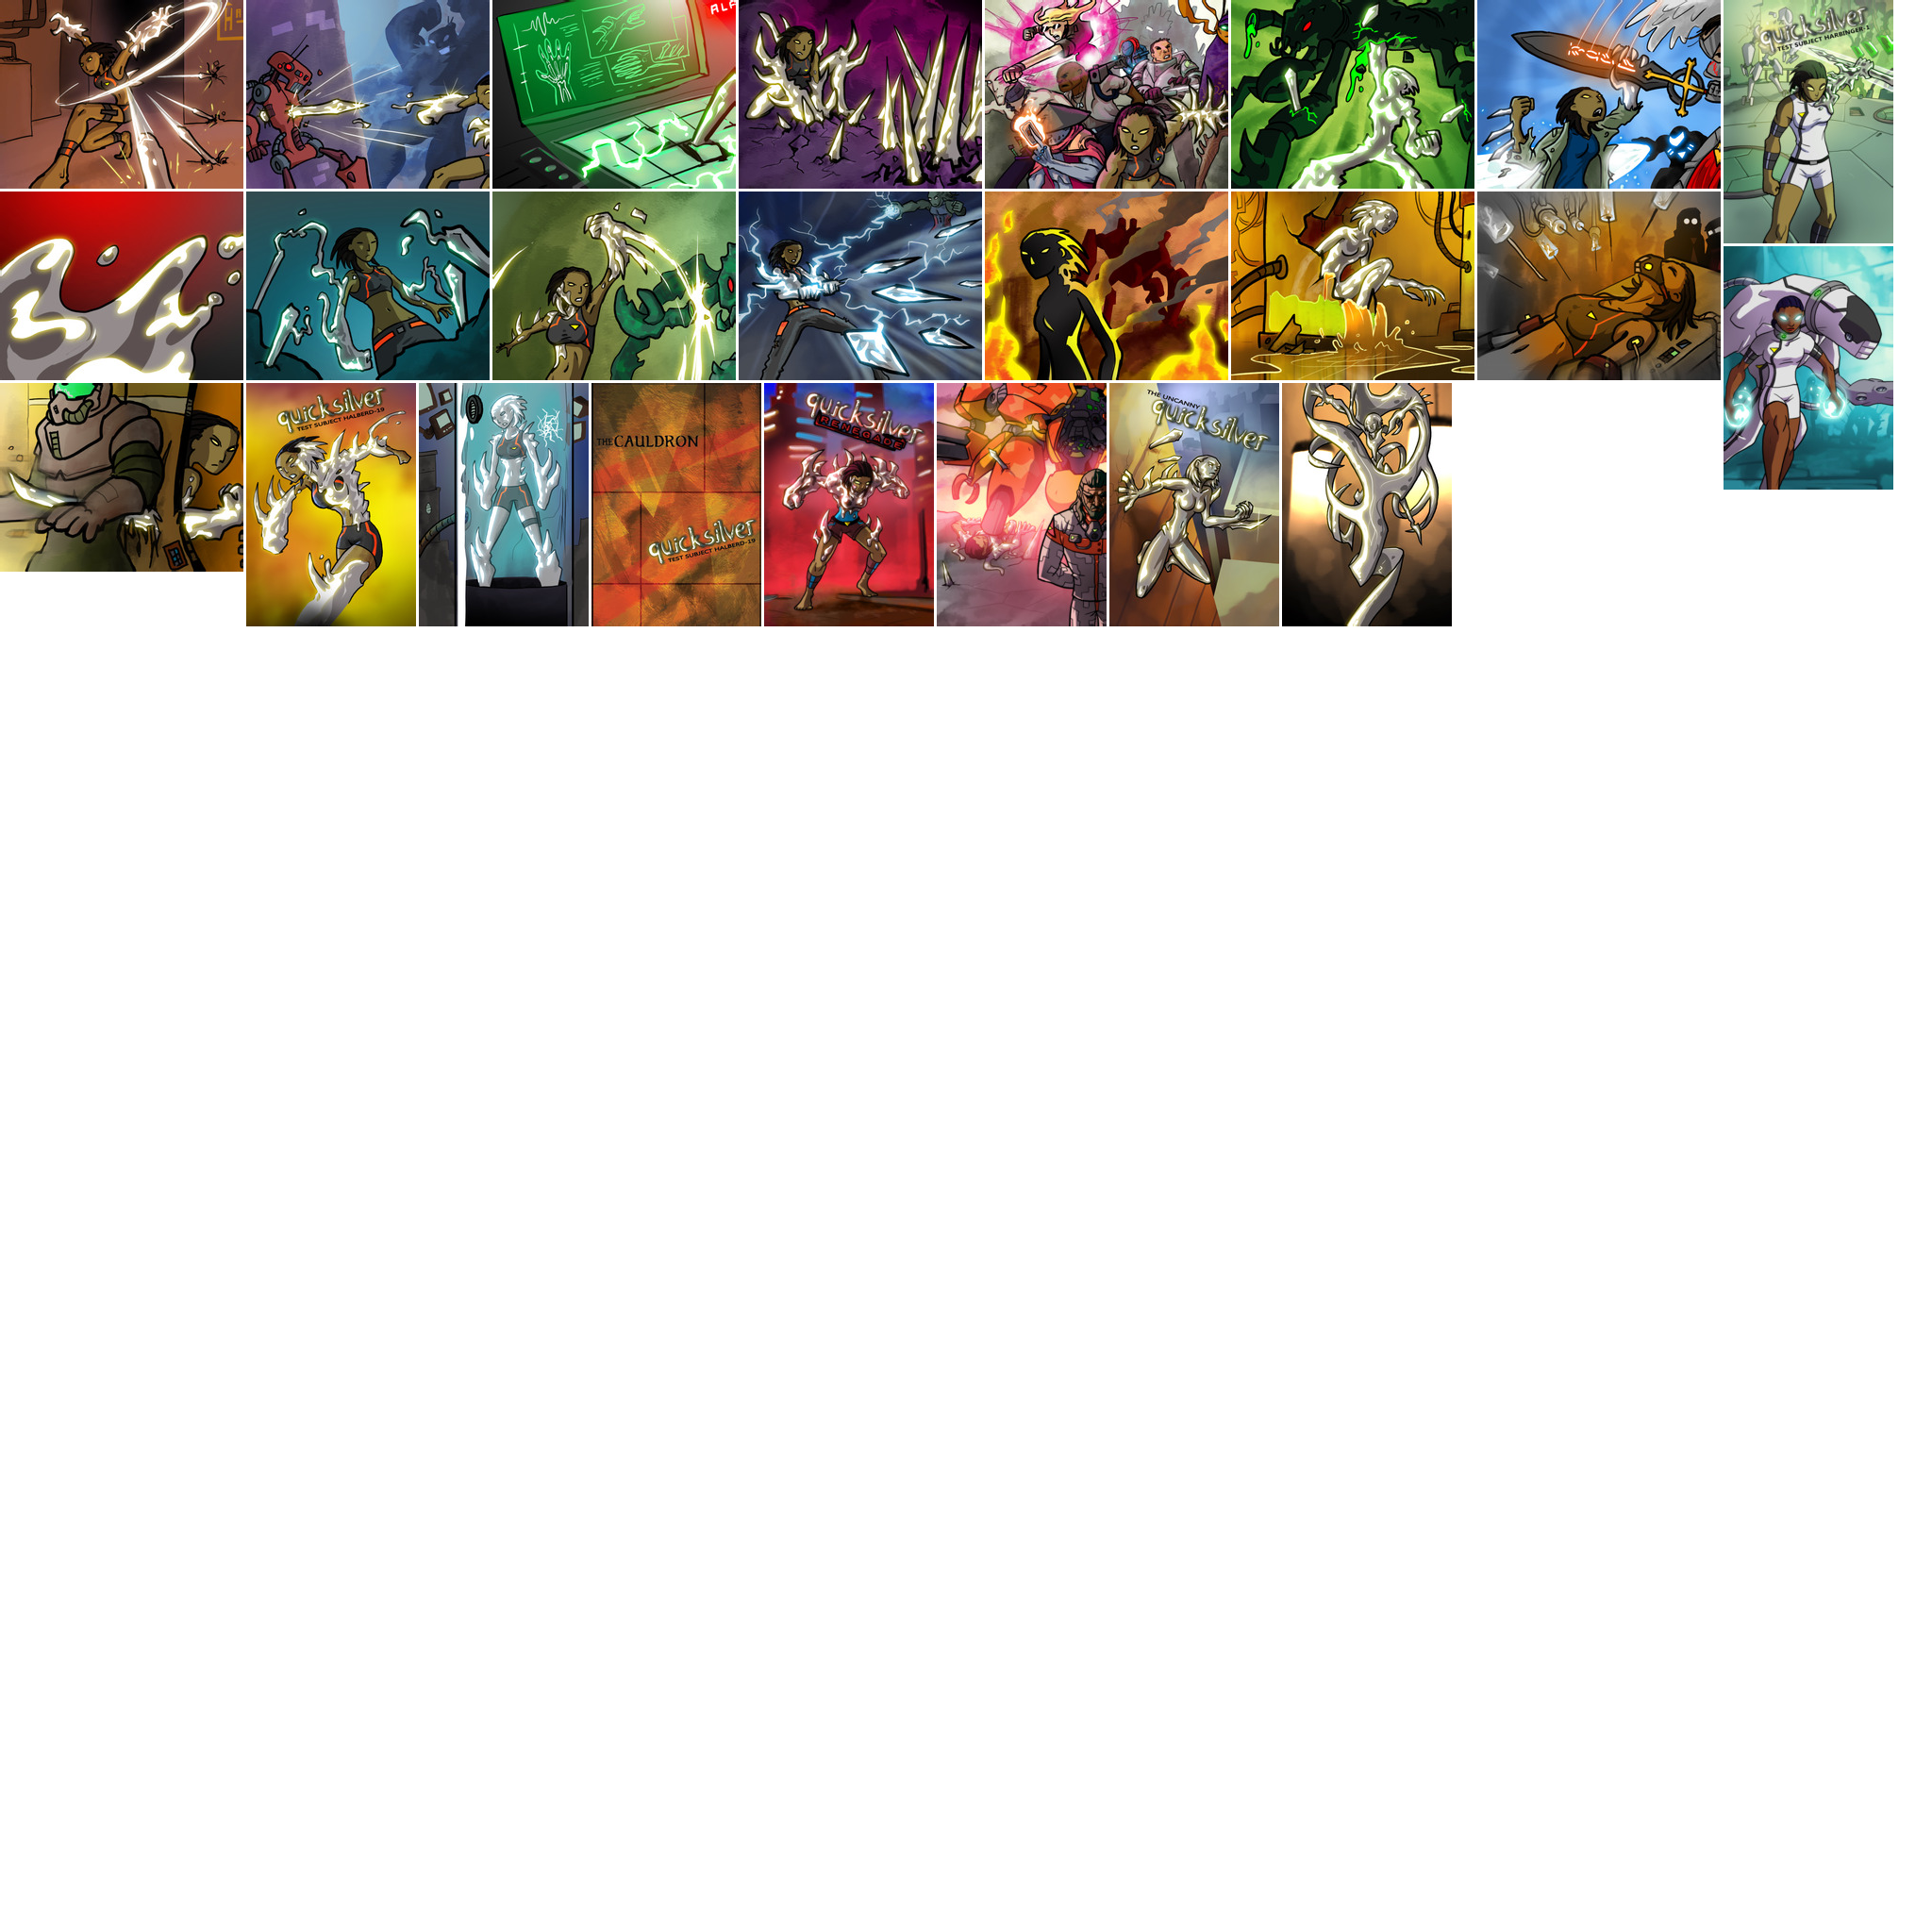 ALF
quicksilver
TEST SUBJECT HARBINGER-1
quicksilver
TEST SUBJECT HALBERD-19
THE CAULDRON
quicksilver
TEST SUBJECT HALBERD-19
quicksilver
RENEGADE
THE UNCANNY
quicksilver